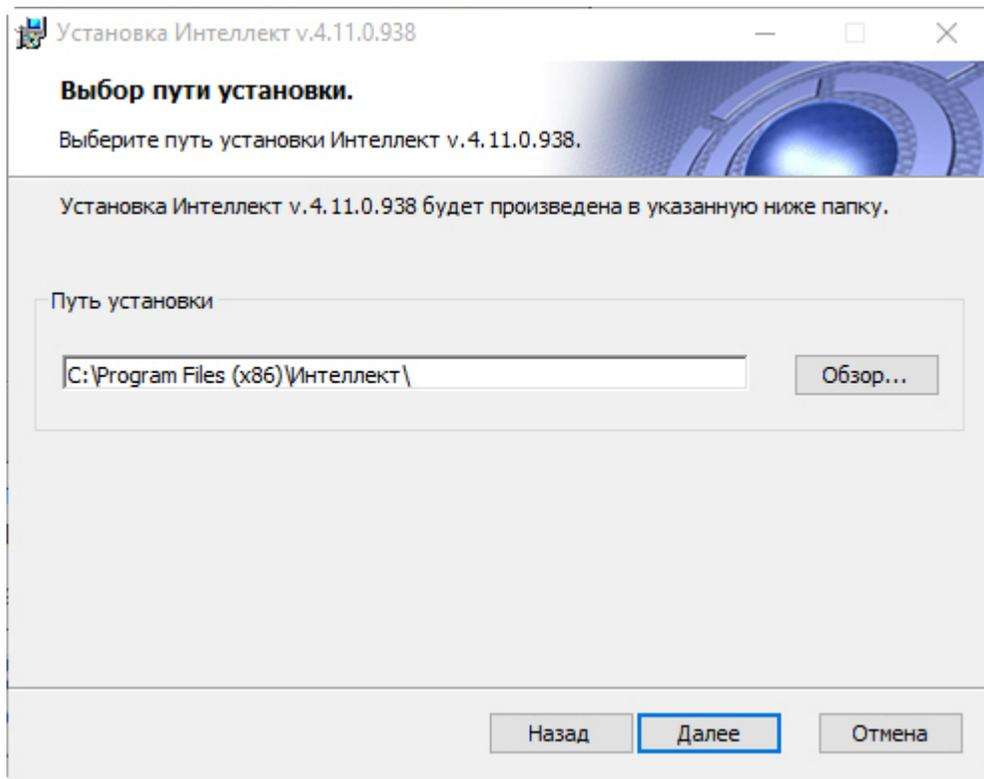 Установка Интеллект v.4.11.0.938
Выбор пути установки.
Выберите путь установки Интеллект v.4.11.0.938.
Установка Интеллект v.4.11.0.938 будет произведена в указанную ниже папку.
Путь установки
C:\Program Files (x86)\Интеллект\
Обзор...
Назад
Далее
Отмена